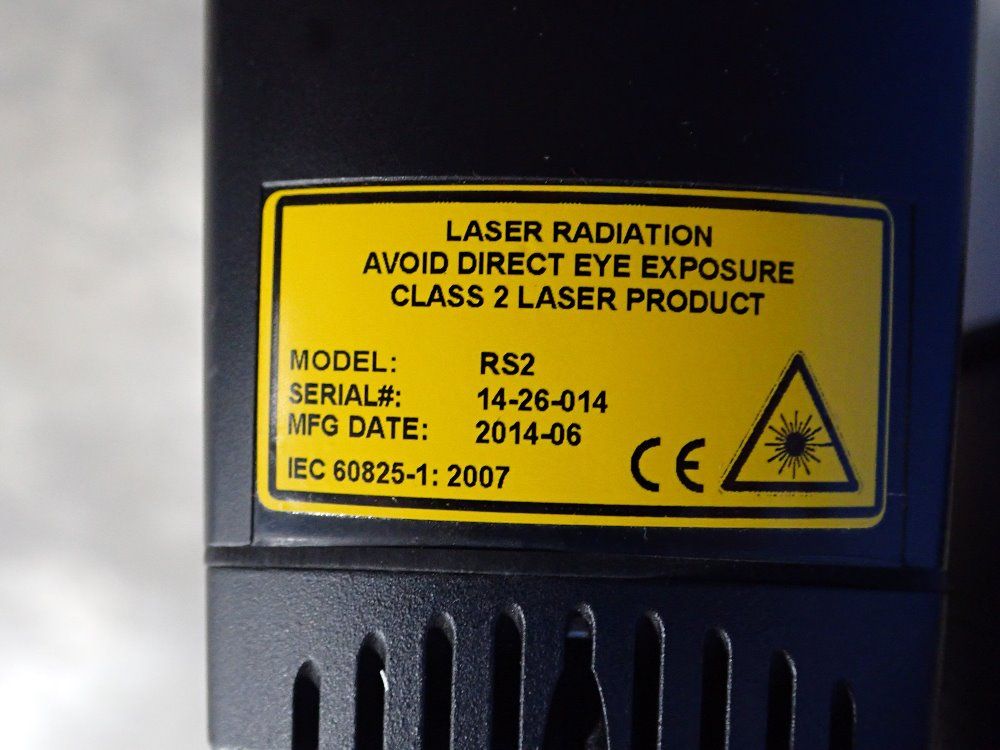 LASER RADIATION
AVOID DIRECT EYE EXPOSURE
CLASS 2 LASER PRODUCT
MODEL: RS2
SERIAL#: 14-26-014
MFG DATE: 2014-06
IEC 60825-1: 2007
CE